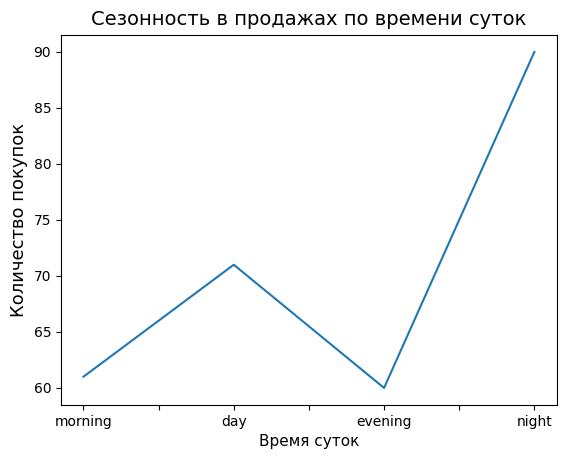 Сезонность в продажах по времени суток
Количество покупок
90
85
80
75
70
65
60
morning day evening night
Время суток